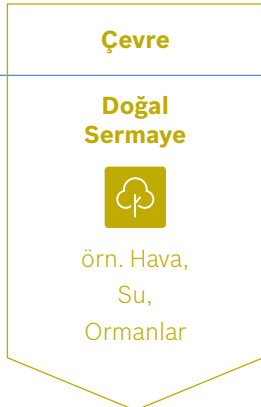 Çevre
Doğal
Sermaye
örn. Hava,
Su,
Ormanlar